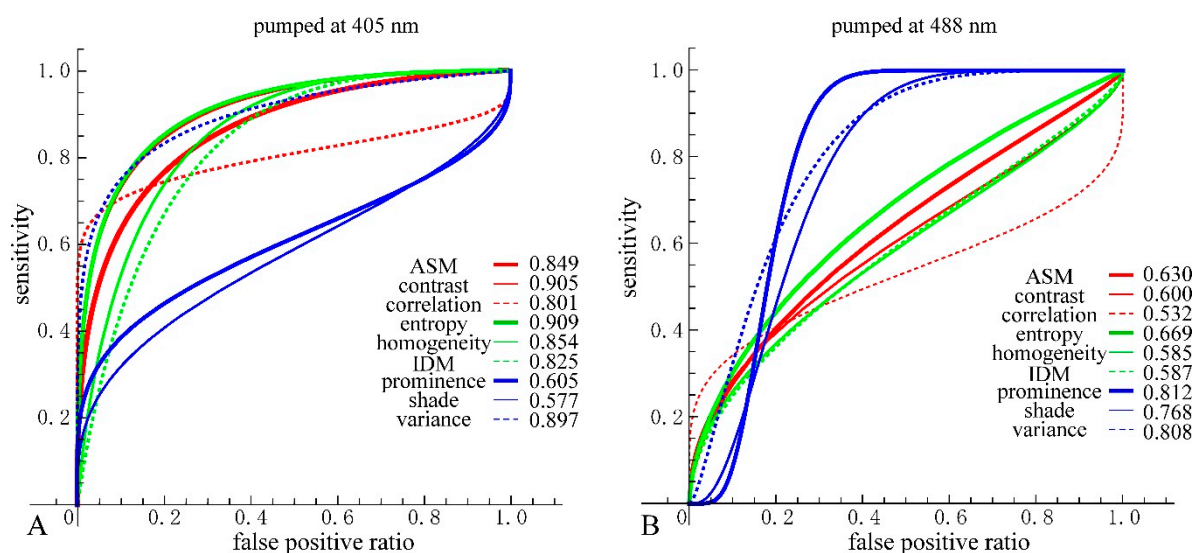 pumped at 405 nm
1.0
0.8
0.6
0.4
0.2
sensitivity
ASM 0.849
contrast 0.905
correlation 0.801
entropy 0.909
homogeneity 0.854
IDM 0.825
prominence 0.605
shade 0.577
variance 0.897
0 0.2 0.4 0.6 0.8 1.0
A false positive ratio
pumped at 488 nm
1.0
0.8
0.6
0.4
0.2
sensitivity
ASM 0.630
contrast 0.600
correlation 0.532
entropy 0.669
homogeneity 0.585
IDM 0.587
prominence 0.812
shade 0.768
variance 0.808
0 0.2 0.4 0.6 0.8 1.0
B false positive ratio